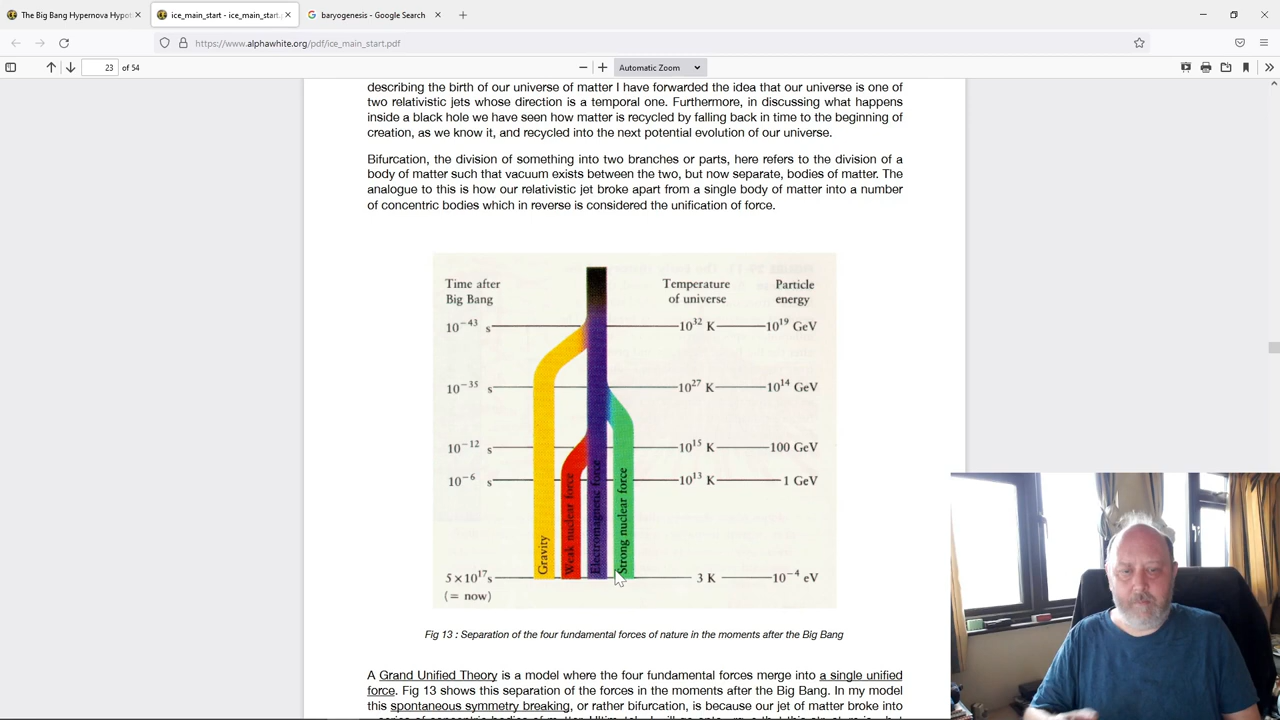 The Big Bang Hypernova Hypot
ice_main_start - ice_main_start.
baryogenesis - Google Search
https://www.alphawhite.org/pdf/ice_main_start.pdf
23 of 54
Automatic Zoom
describing the birth of our universe of matter I have forwarded the idea that our universe is one of
two relativistic jets whose direction is a temporal one. Furthermore, in discussing what happens
inside a black hole we have seen how matter is recycled by falling back in time to the beginning of
creation, as we know it, and recycled into the next potential evolution of our universe.
Bifurcation, the division of something into two branches or parts, here refers to the division of a
body of matter such that vacuum exists between the two, but now separate, bodies of matter. The
analogue to this is how our relativistic jet broke apart from a single body of matter into a number
of concentric bodies which in reverse is considered the unification of force.
Time after Temperature Particle
Big Bang of universe energy
10⁻⁴³ s 10³² K 10¹⁹ GeV
10⁻³⁵ s 10²⁷ K 10¹⁴ GeV
10⁻¹² s 10¹⁵ K 100 GeV
10⁻⁶ s 10¹³ K 1 GeV
Gravity
Weak nuclear force
Electromagnetic force
Strong nuclear force
5 × 10¹⁷ s 3 K 10⁻⁴ eV
(= now)
Fig 13 : Separation of the four fundamental forces of nature in the moments after the Big Bang
A Grand Unified Theory is a model where the four fundamental forces merge into a single unified
force. Fig 13 shows this separation of the forces in the moments after the Big Bang. In my model
this spontaneous symmetry breaking, or rather bifurcation, is because our jet of matter broke into